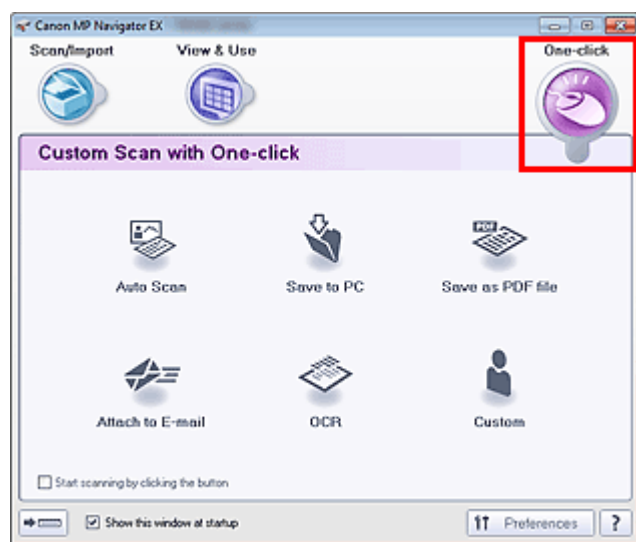 Canon MP Navigator EX
Scan/Import View & Use One-click
Custom Scan with One-click
Auto Scan Save to PC Save as PDF file
PDF
Attach to E-mail OCR Custom
Start scanning by clicking the button
Show this window at startup Preferences ?